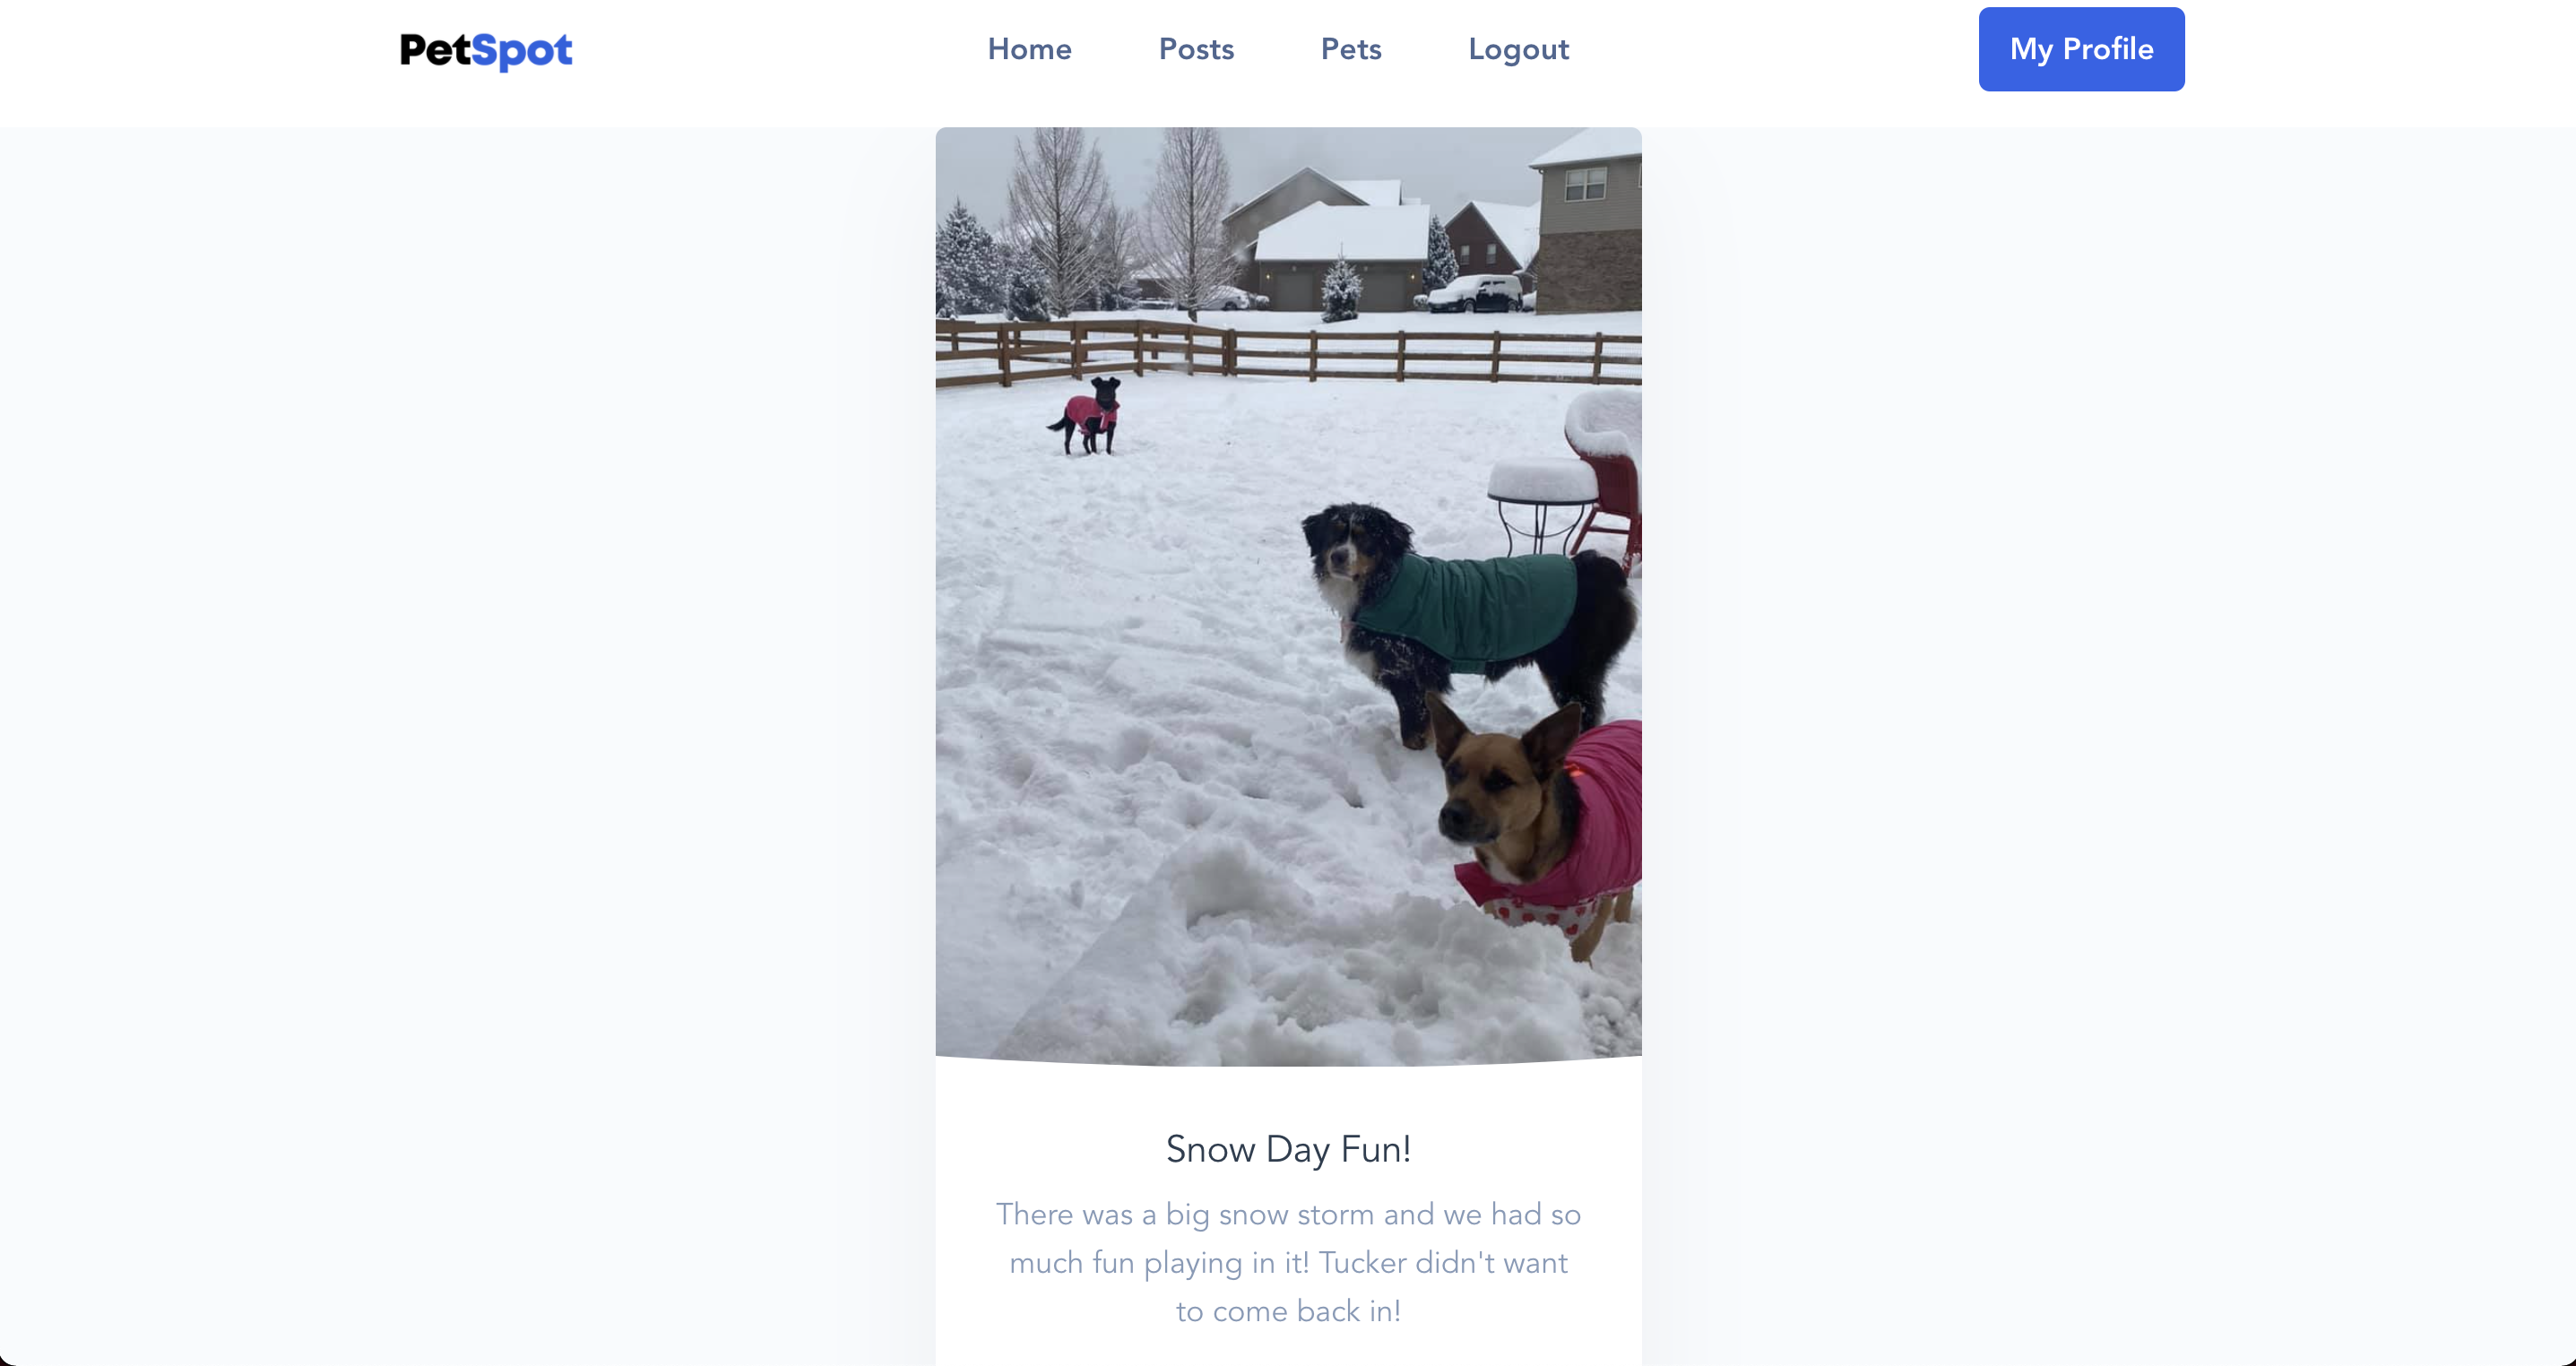 PetSpot
Home Posts Pets Logout
My Profile
Snow Day Fun!
There was a big snow storm and we had so
much fun playing in it! Tucker didn't want
to come back in!